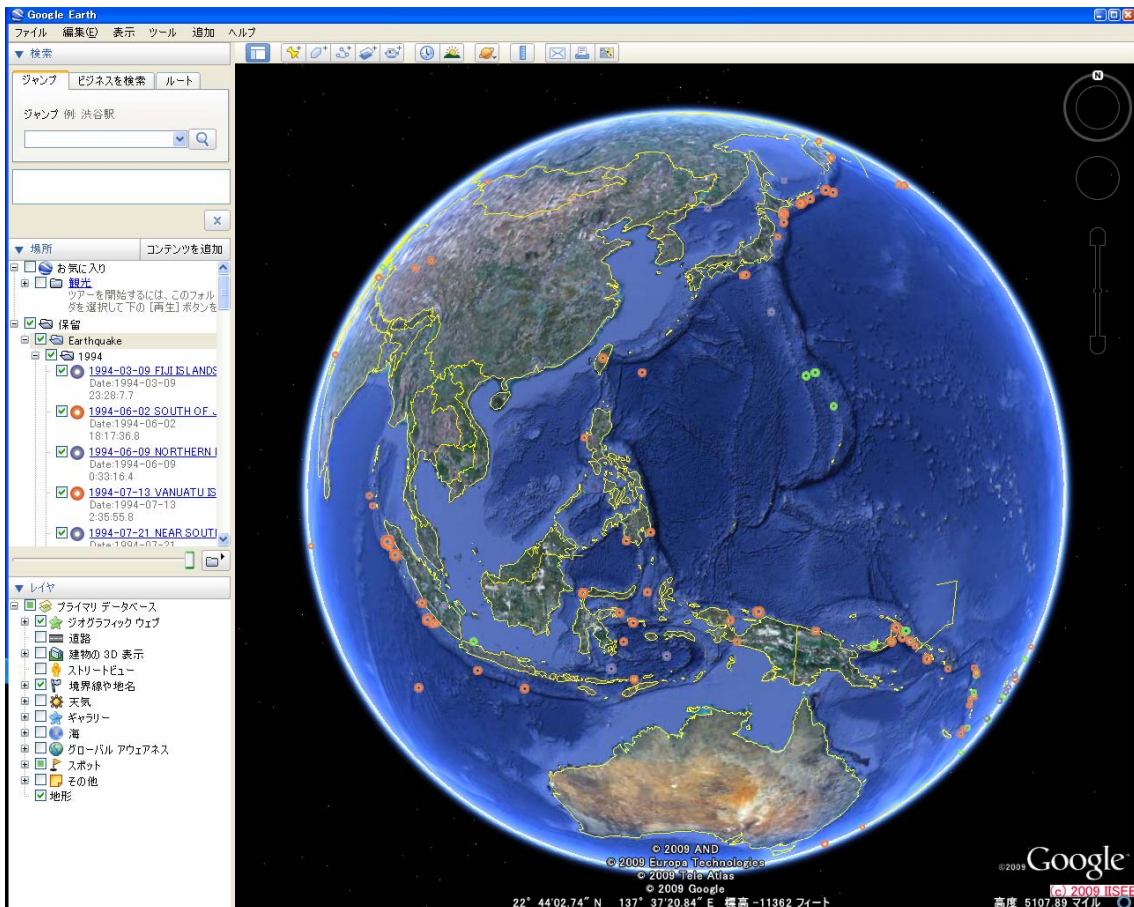 Google Earth
ファイル 編集(E) 表示 ツール 追加 ヘルプ
検索
ジャンプ ビジネスを検索 ルート
ジャンプ 例: 渋谷駅
場所 コンテンツを追加
お気に入り
観光
ツアーを開始するには、このフォル
ダを選択して下の [再生] ボタンを
保留
Earthquake
1994
1994-03-09 FIJI ISLANDS
Date:1994-03-09
23:28:7.7
1994-06-02 SOUTH OF J
Date:1994-06-02
18:17:36.8
1994-06-09 NORTHERN
Date:1994-06-09
0:33:16.4
1994-07-13 VANUATU IS
Date:1994-07-13
2:35:55.8
1994-07-21 NEAR SOUT
Date:1994-07-21
レイヤ
プライマリ データベース
ジオグラフィック ウェブ
道路
建物の 3D 表示
ストリートビュー
境界線や地名
天気
ギャラリー
海
グローバル アウェアネス
スポット
その他
地形
N
© 2009 AND
© 2009 Europa Technologies
© 2009 Tele Atlas
© 2009 Google
©2009 Google
(c) 2009 IISEE
22° 44'02.74" N 137° 37'20.84" E 標高 -11362 フィート 高度 5107.89 マイル